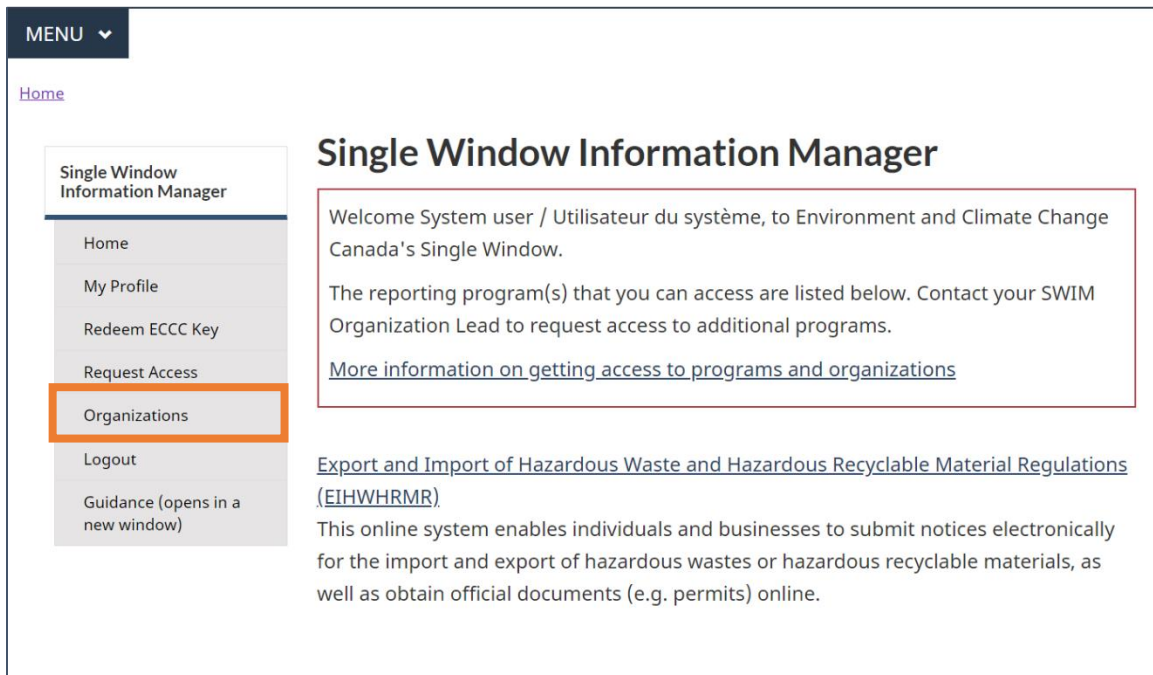 MENU
Home
Single Window
Information Manager
Home
My Profile
Redeem ECCC Key
Request Access
Organizations
Logout
Guidance (opens in a
new window)
Single Window Information Manager
Welcome System user / Utilisateur du système, to Environment and Climate Change
Canada's Single Window.
The reporting program(s) that you can access are listed below. Contact your SWIM
Organization Lead to request access to additional programs.
More information on getting access to programs and organizations
Export and Import of Hazardous Waste and Hazardous Recyclable Material Regulations
(EIHWHRMR)
This online system enables individuals and businesses to submit notices electronically
for the import and export of hazardous wastes or hazardous recyclable materials, as
well as obtain official documents (e.g. permits) online.